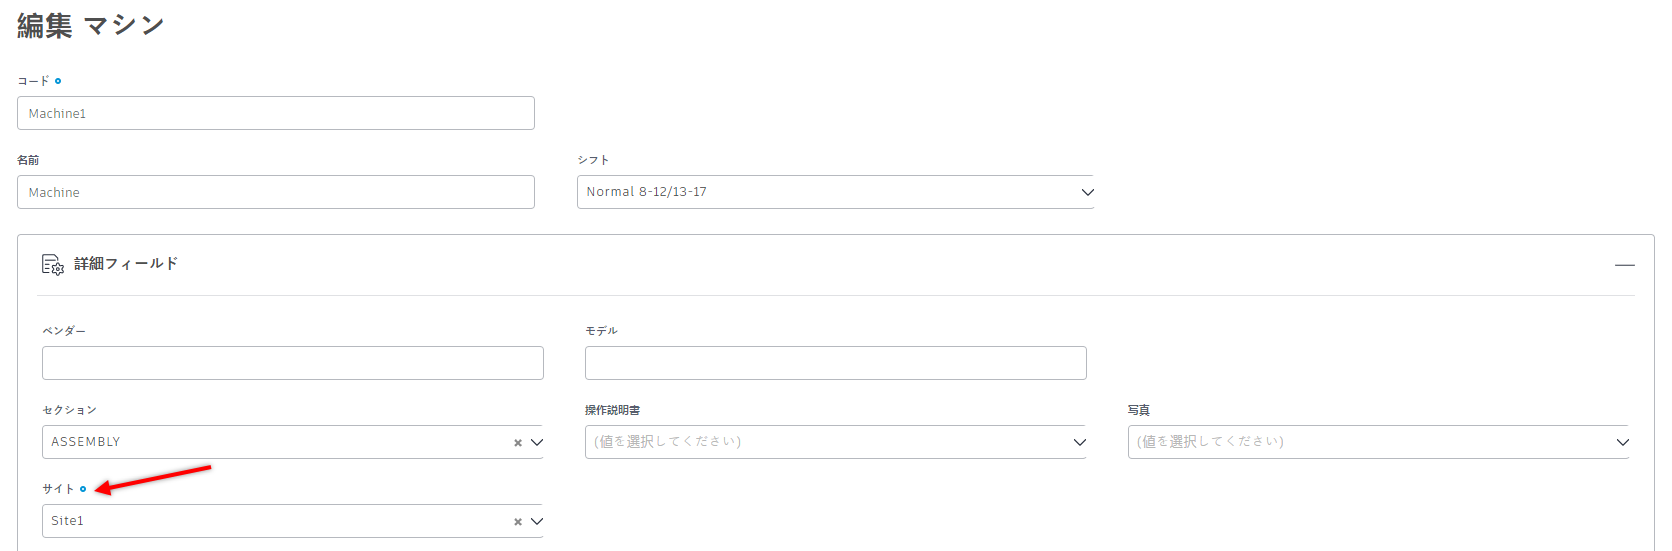 編集 マシン
コード
Machine1
名前
シフト
Machine
Normal 8-12/13-17
詳細フィールド
ベンダー
モデル
セクション
操作説明書
写真
ASSEMBLY
(値を選択してください)
(値を選択してください)
サイト
Site1